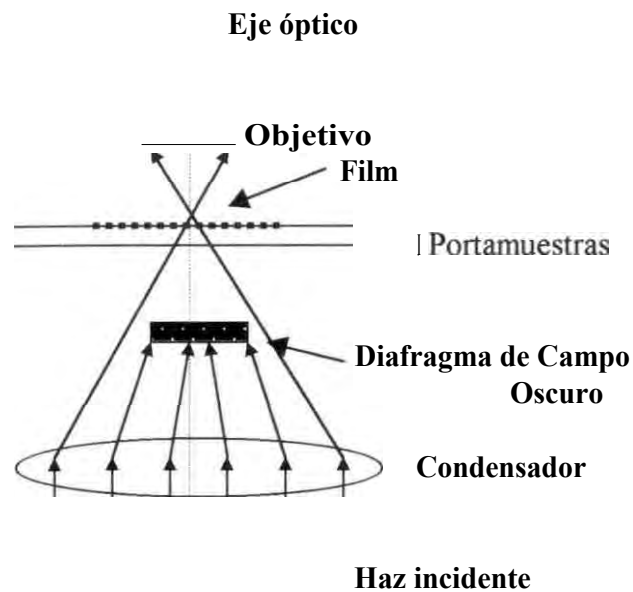 Eje óptico
Objetivo
Film
Portamuestras
Diafragma de Campo
Oscuro
Condensador
Haz incidente